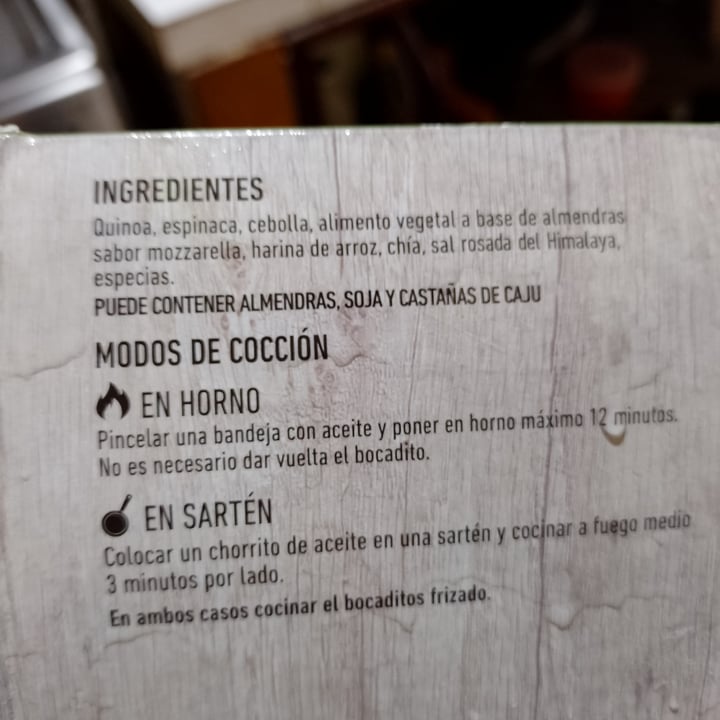 INGREDIENTES
Quinoa, espinaca, cebolla, alimento vegetal a base de almendras
sabor mozzarella, harina de arroz, chía, sal rosada del Himalaya,
especias.
PUEDE CONTENER ALMENDRAS, SOJA Y CASTAÑAS DE CAJU
MODOS DE COCCIÓN
EN HORNO
Pincelar una bandeja con aceite y poner en horno máximo 12 minutos.
No es necesario dar vuelta el bocadito.
EN SARTÉN
Colocar un chorrito de aceite en una sartén y cocinar a fuego medio
3 minutos por lado.
En ambos casos cocinar el bocaditos frizado.